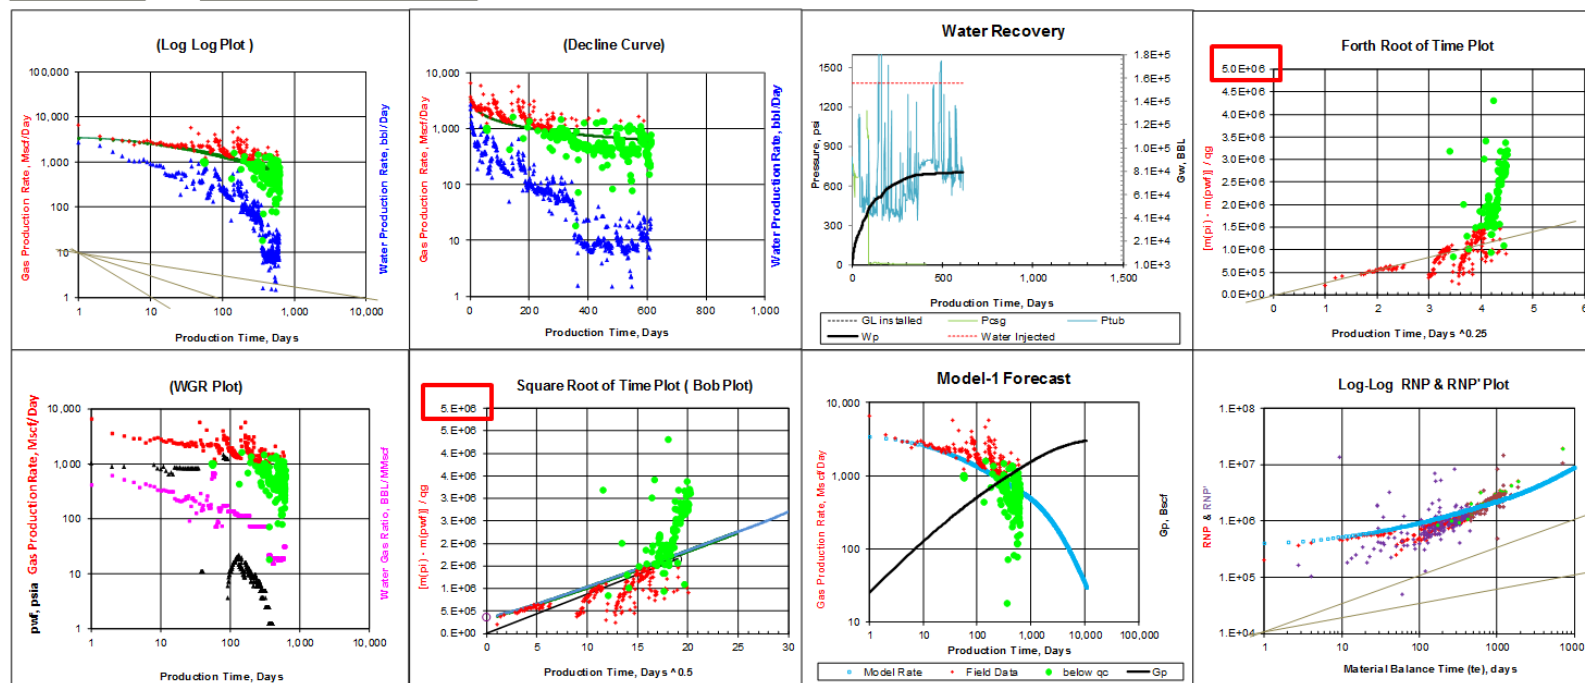 (Log Log Plot )
100,000
10,000
1,000
100
10
1
1 10 100 1,000 10,000
Gas Production Rate, Mscf/Day
Water Production Rate, bbl/Day
Production Time, Days
(Decline Curve)
10,000
1,000
100
10
1
0 200 400 600 800 1,000
Gas Production Rate, Mscf/Day
Water Production Rate, bbl/Day
Production Time, Days
Water Recovery
1500
1200
900
600
300
0
1.8E+5
1.6E+5
1.4E+5
1.2E+5
1.0E+5
8.1E+4
6.1E+4
4.1E+4
2.1E+4
1.0E+3
0 500 1,000 1,500
Pressure, psi
Gw, BBL
Production Time, Days
GL installed Pcsg Ptub
Wp Water Injected
Forth Root of Time Plot
5.0E+06
4.5E+06
4.0E+06
3.5E+06
3.0E+06
2.5E+06
2.0E+06
1.5E+06
1.0E+06
5.0E+05
0.0E+00
0 1 2 3 4 5 6
[m(pi) - m(pwf)] / qg
Production Time, Days ^0.25
(WGR Plot)
10,000
1,000
100
10
1
1 10 100 1,000 10,000
pwf, psia Gas Production Rate, Mscf/Day
Water Gas Ratio, BBL/MMscf
Production Time, Days
Square Root of Time Plot ( Bob Plot)
5.E+06
5.E+06
4.E+06
4.E+06
3.E+06
3.E+06
2.E+06
2.E+06
1.E+06
5.E+05
0.E+00
0 5 10 15 20 25 30
[m(pi) - m(pwf)] / qg
Production Time, Days ^0.5
Model-1 Forecast
10,000
1,000
100
10
1 10 100 1,000 10,000 100,000
Gas Production Rate, Mscf/Day
Gp, Bscf
Production Time, Days
Model Rate Field Data below qc Gp
Log-Log RNP & RNP' Plot
1.E+08
1.E+07
1.E+06
1.E+05
1.E+04
1 10 100 1000 1000
RNP & RNP'
Material Balance Time (te), days